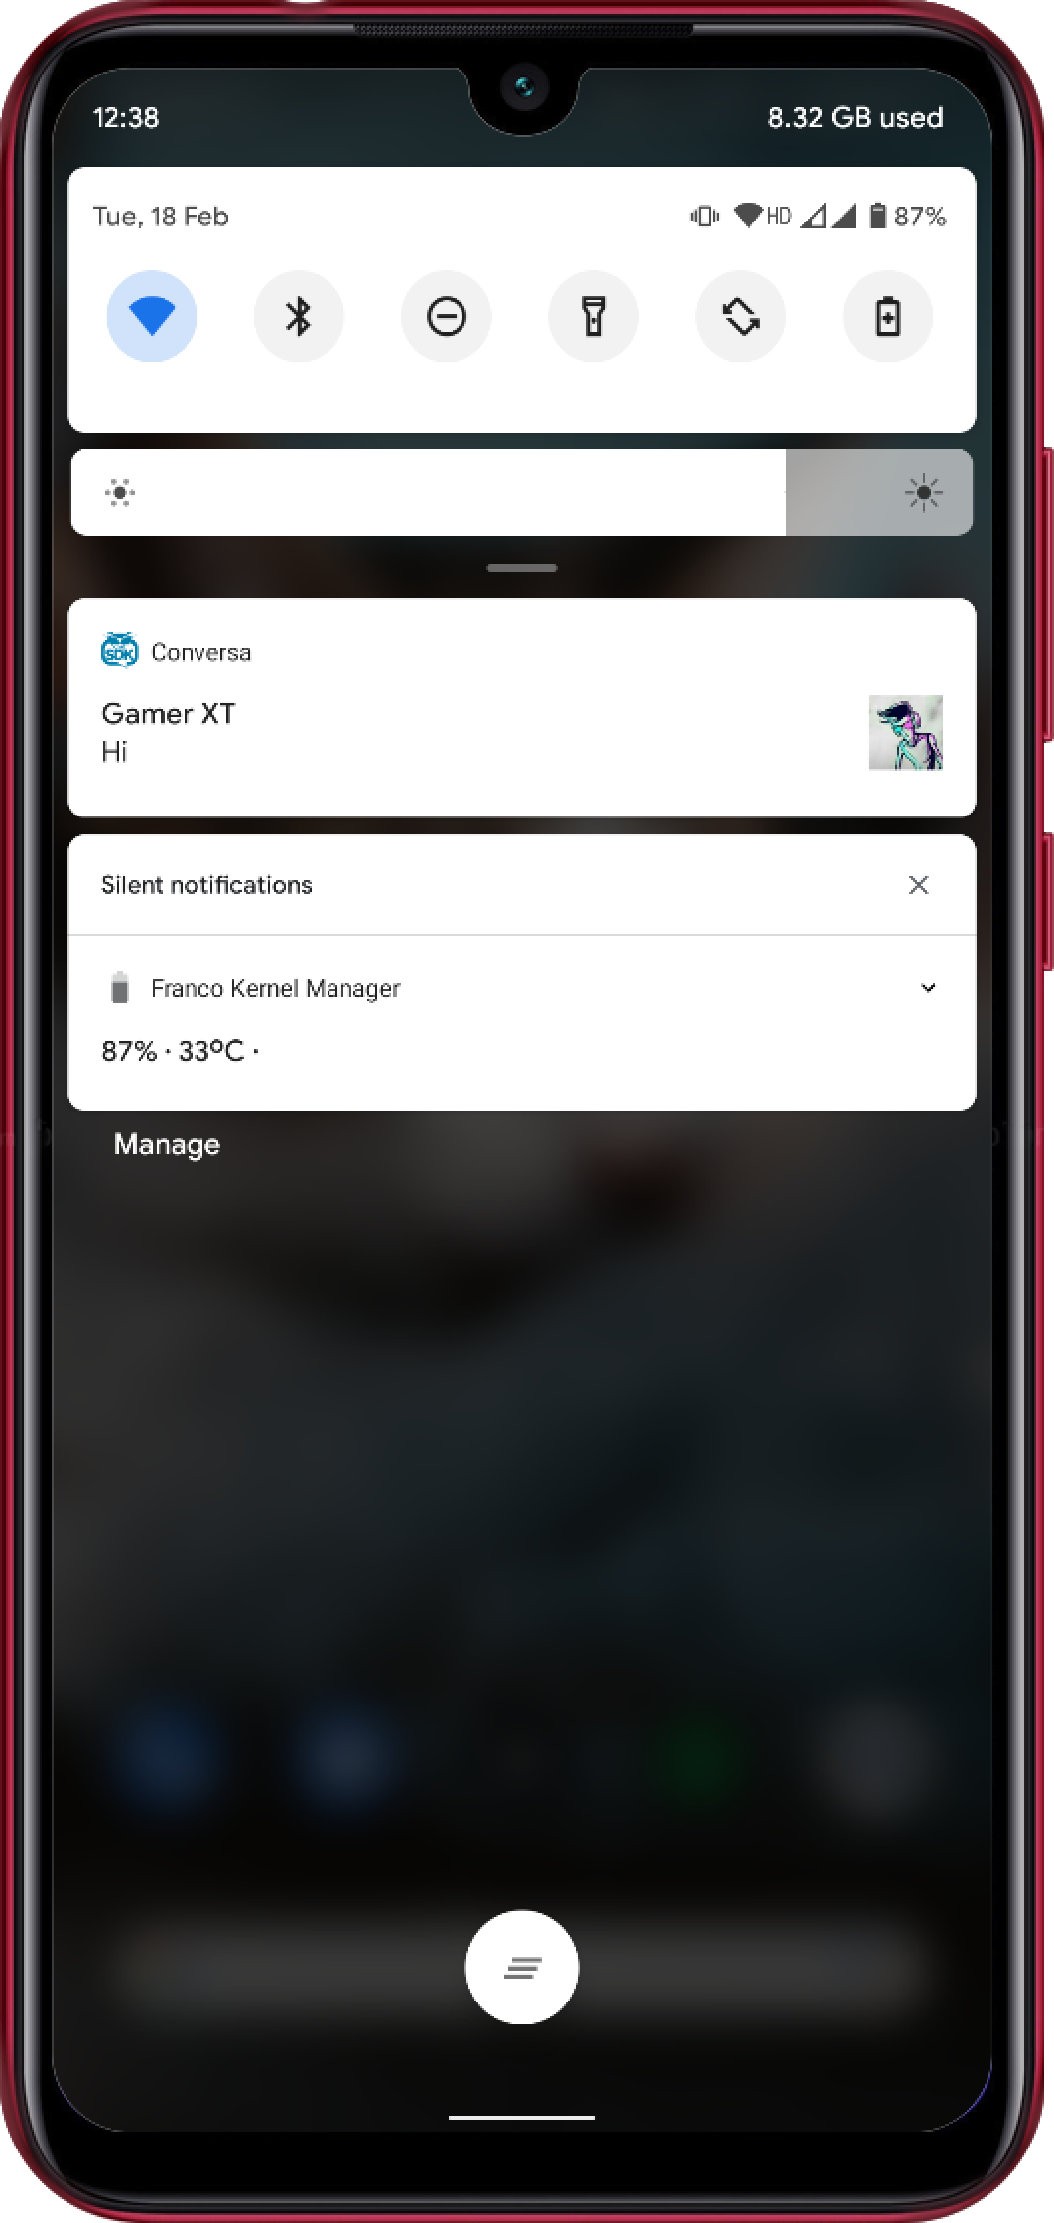 12:38
8.32 GB used
Tue, 18 Feb
HD
87%
SDK
Conversa
Gamer XT
Hi
Silent notifications
Franco Kernel Manager
87% · 33ºC ·
Manage